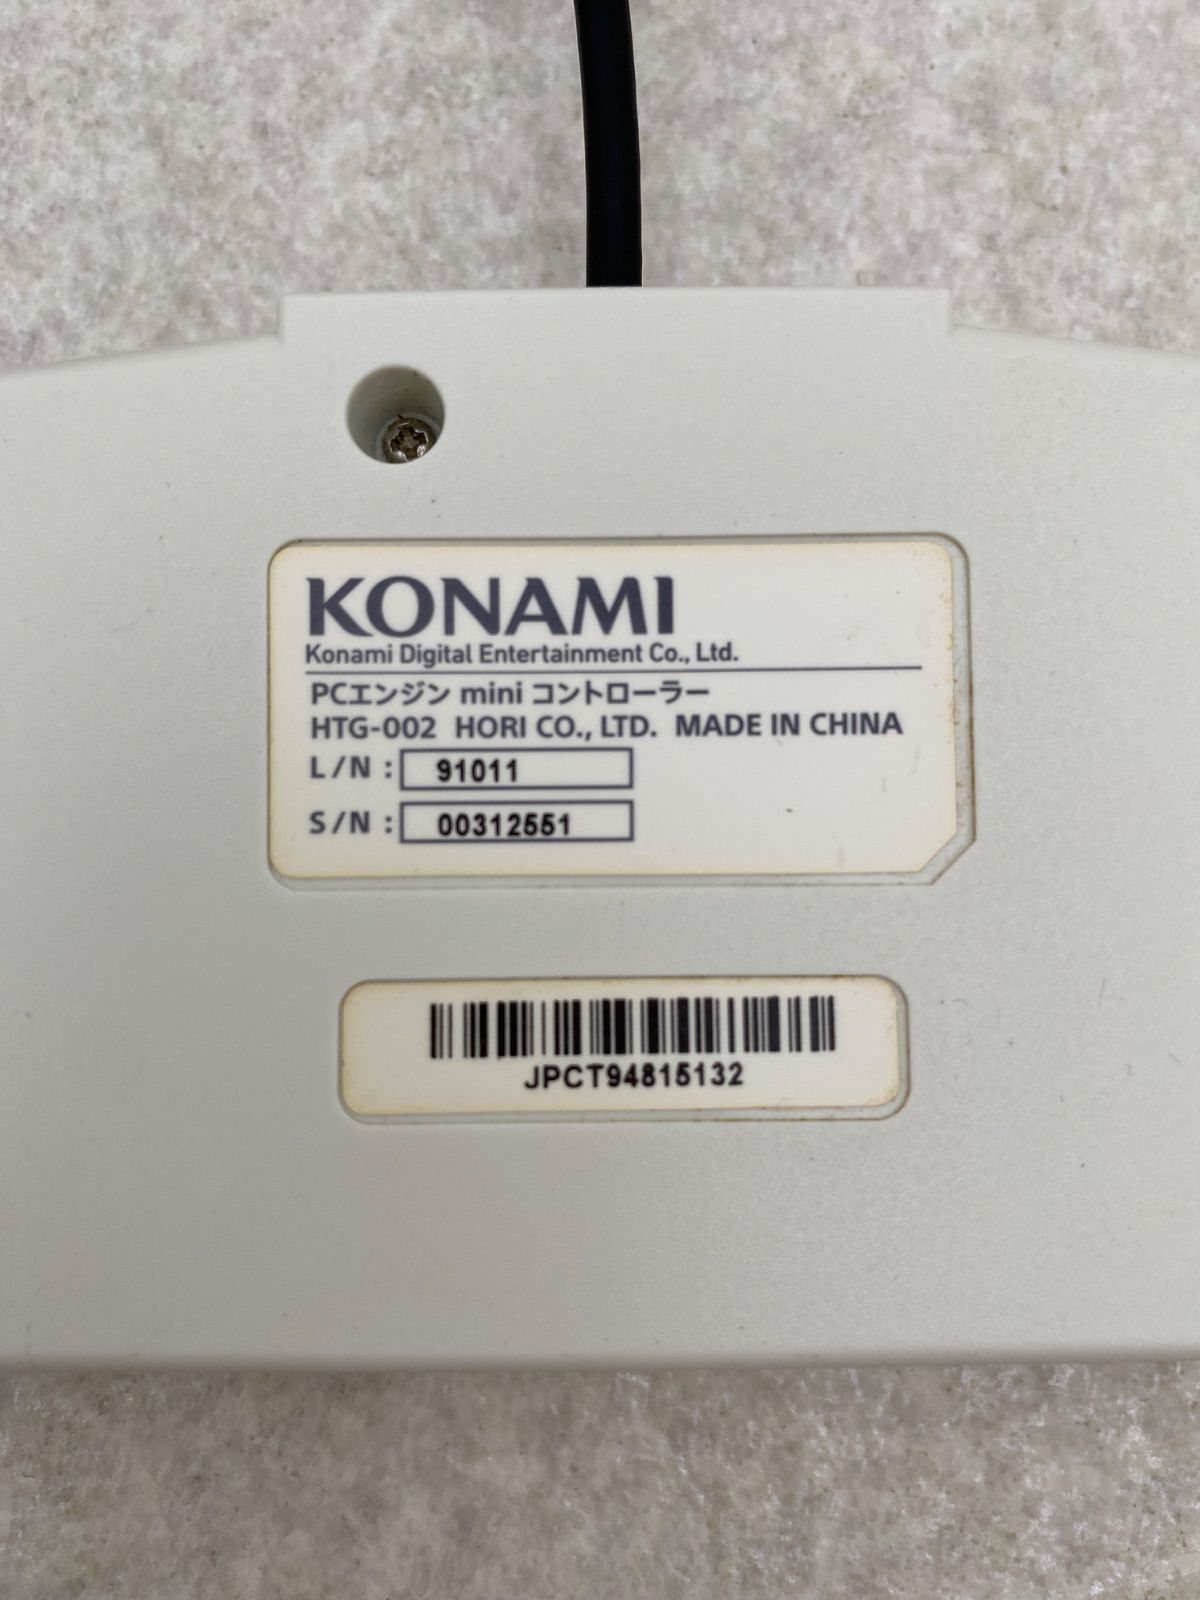 KONAMI
Konami Digital Entertainment Co., Ltd.
PCエンジン mini コントローラー
HTG-002 HORI CO., LTD. MADE IN CHINA
L/N : 91011
S/N : 00312551
JPCT94815132